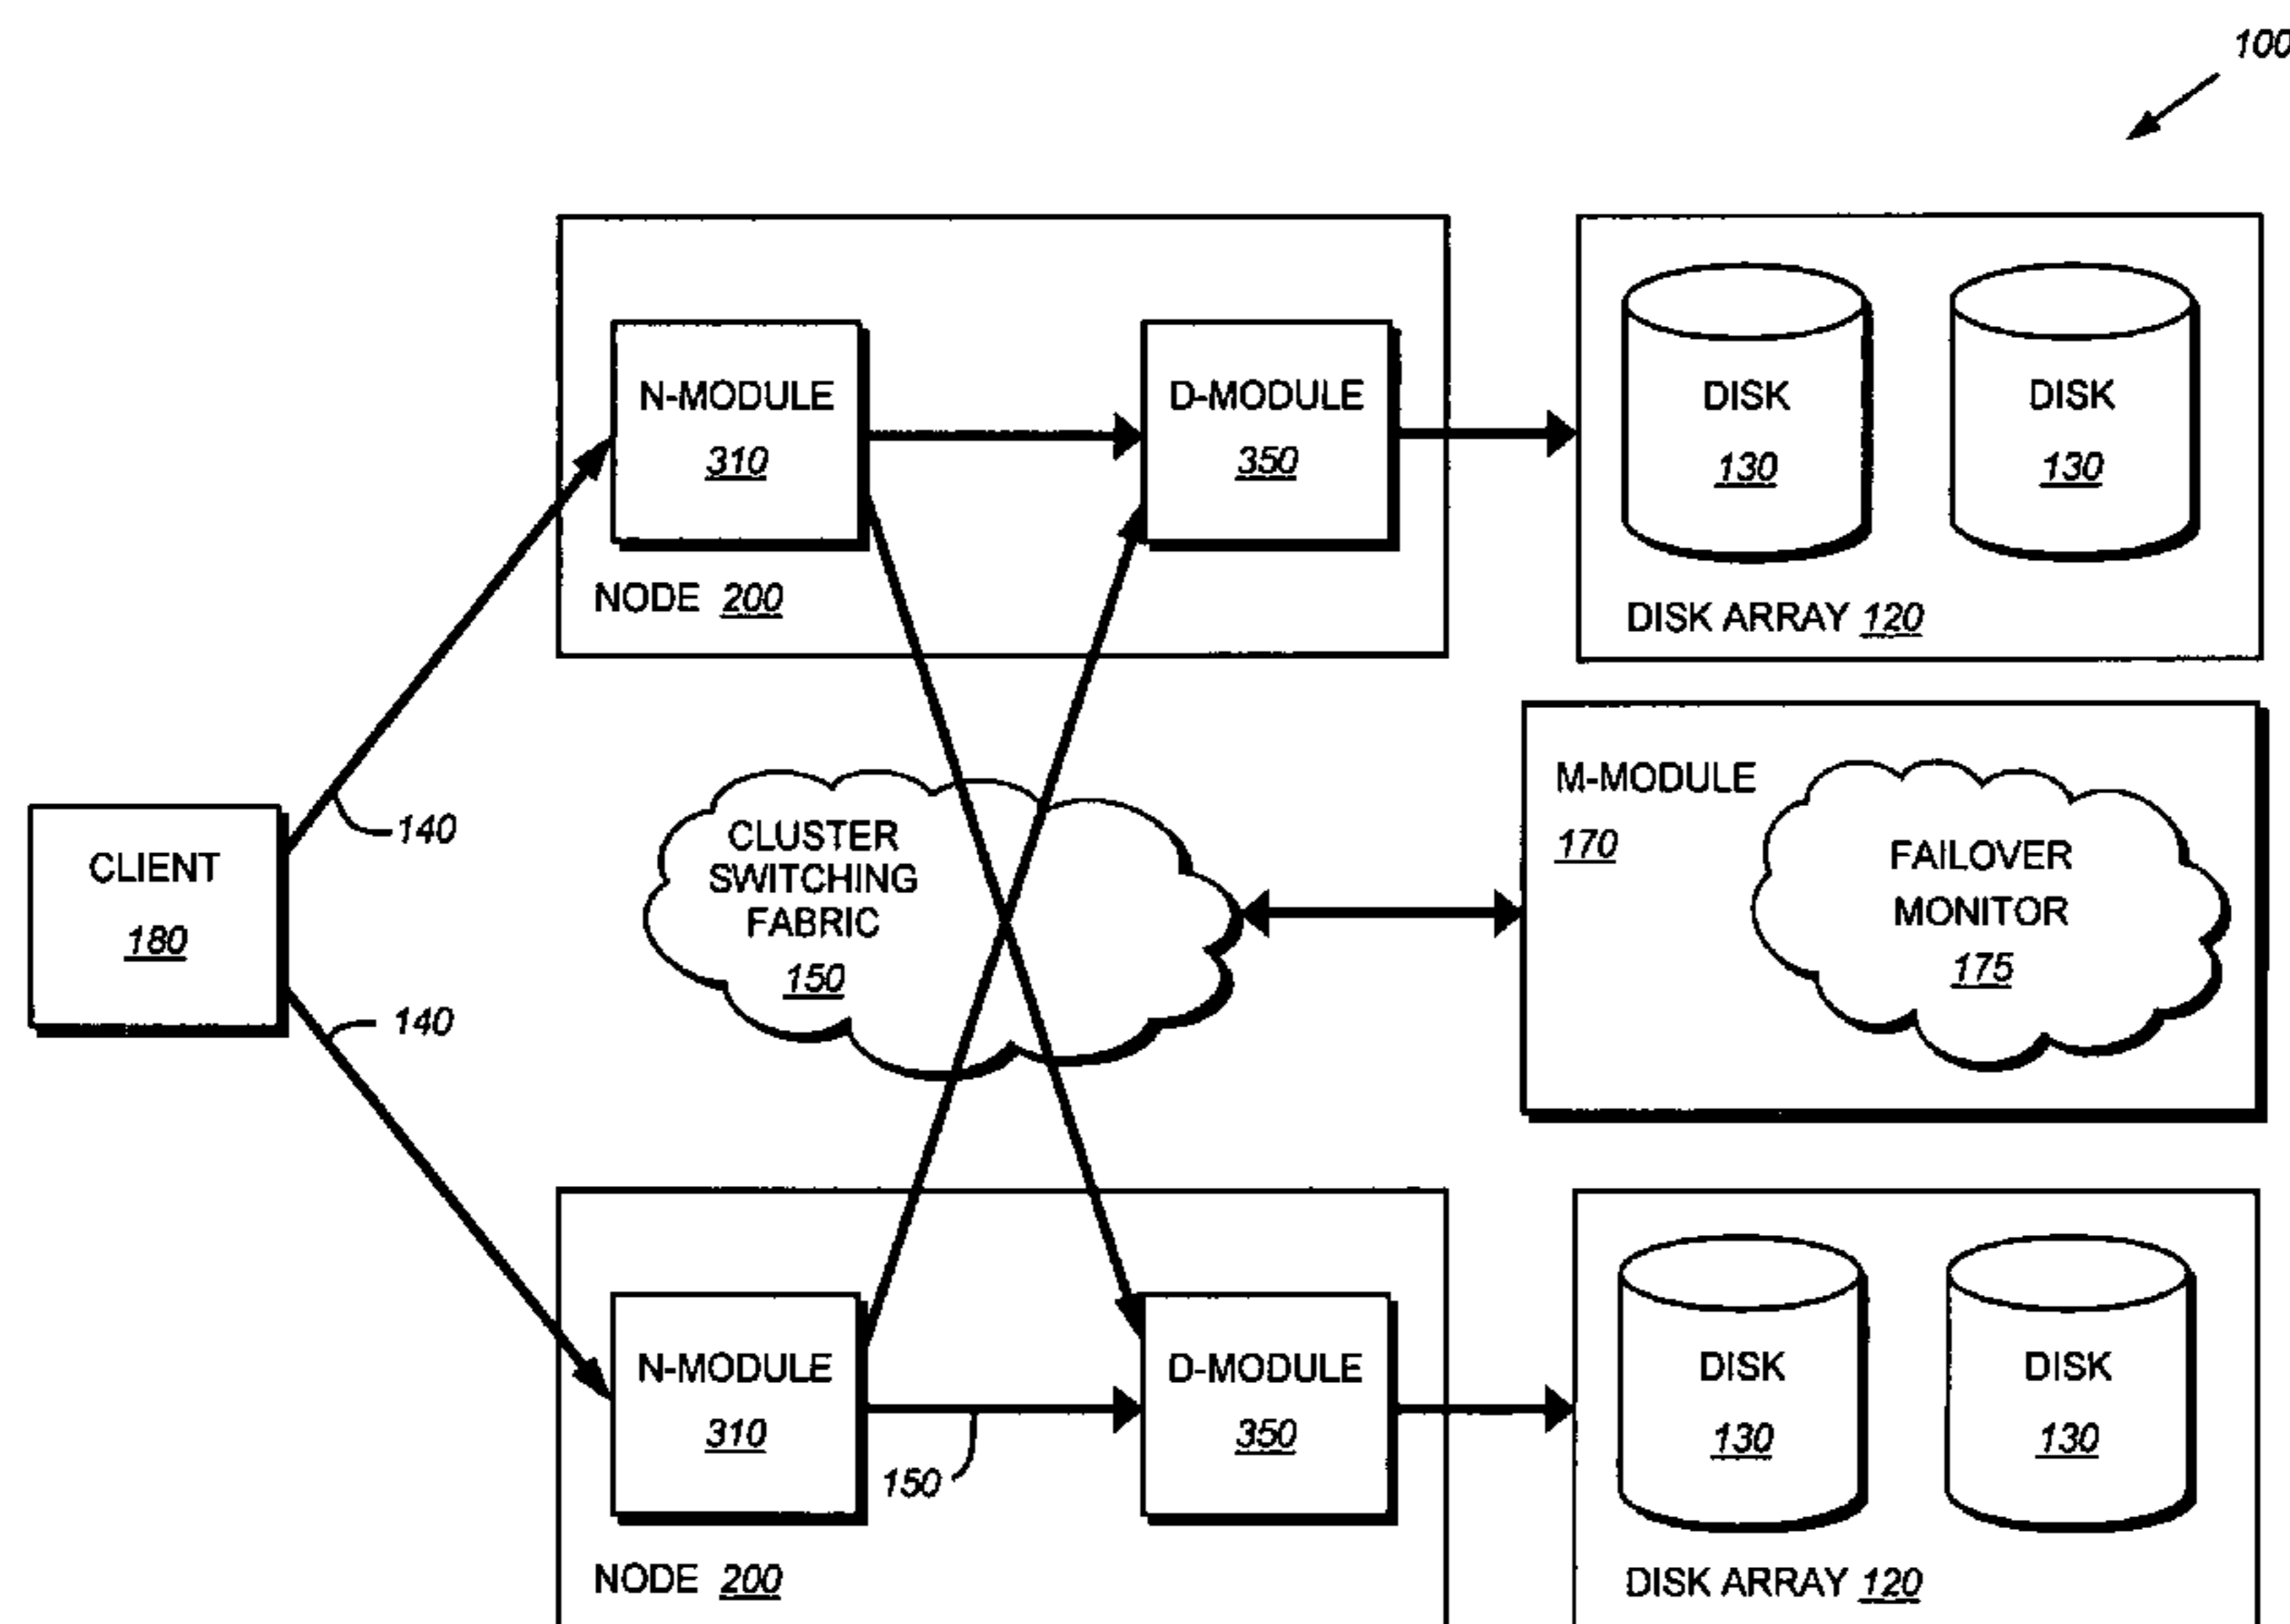 100
N-MODULE
310
D-MODULE
350
NODE 200
DISK
130
DISK
130
DISK ARRAY 120
CLIENT
180
140
140
CLUSTER
SWITCHING
FABRIC
150
M-MODULE
170
FAILOVER
MONITOR
175
N-MODULE
310
150
D-MODULE
350
NODE 200
DISK
130
DISK
130
DISK ARRAY 120